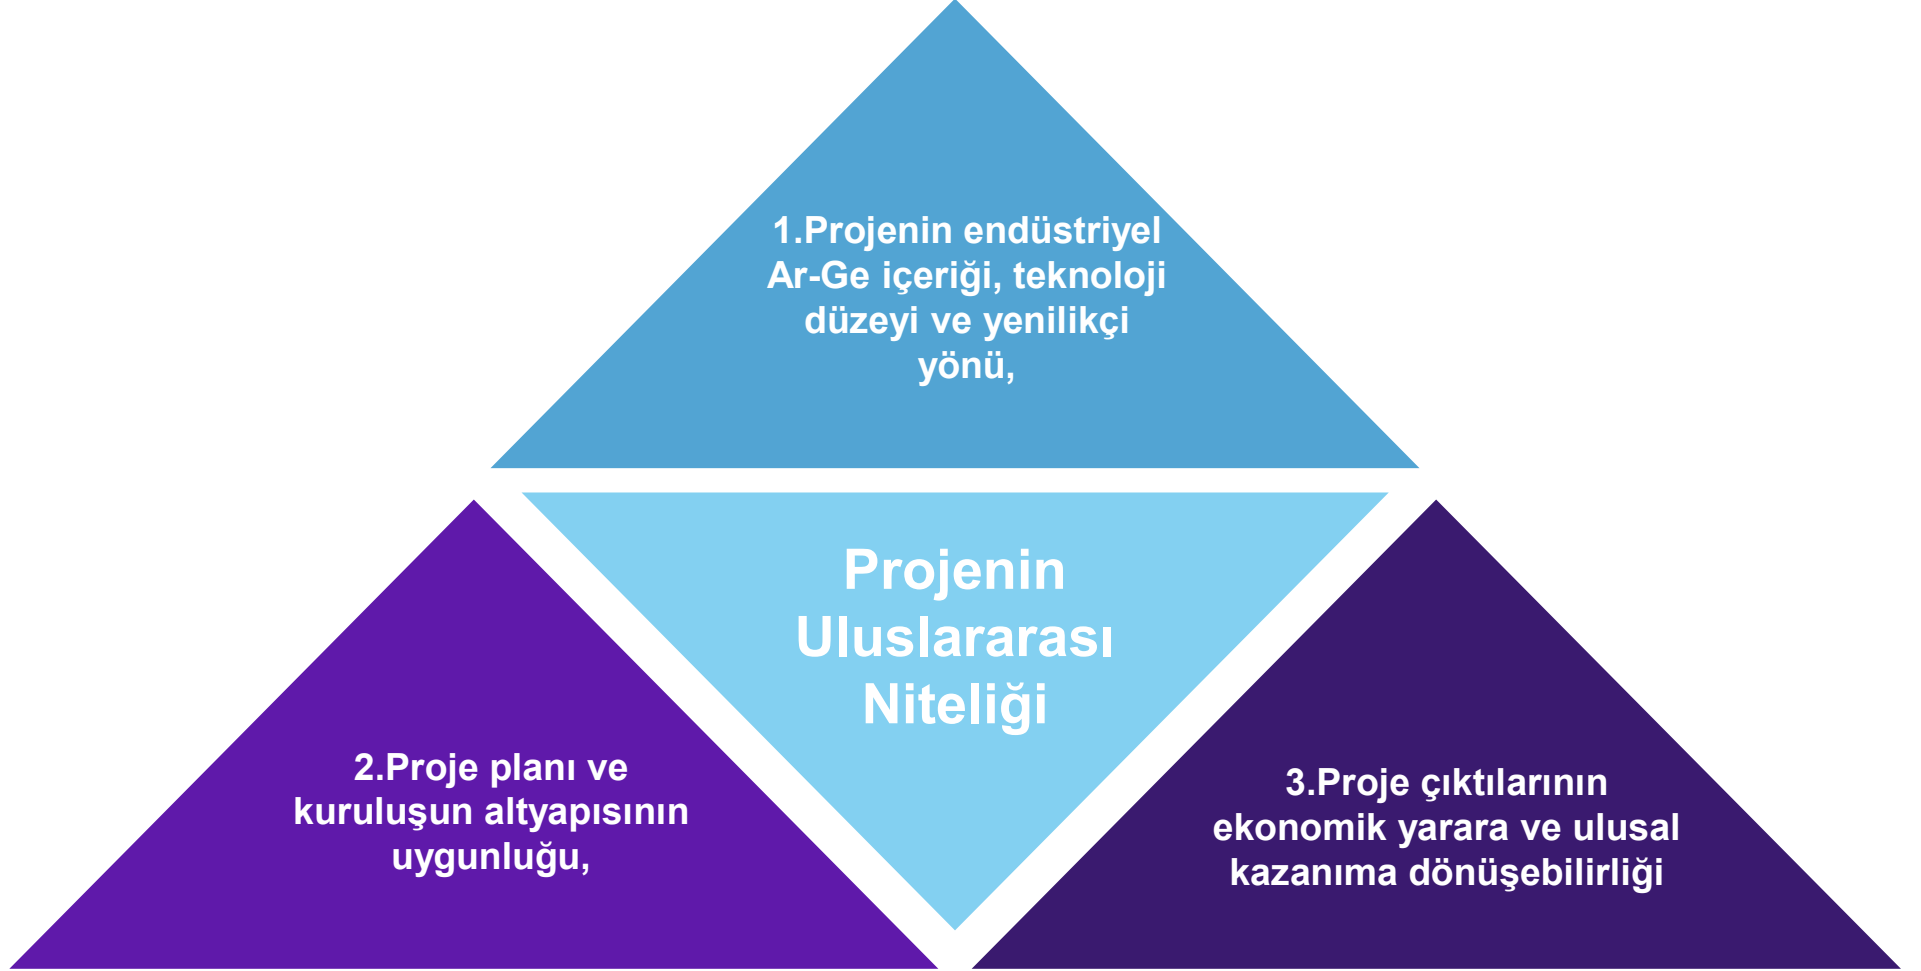 1.Projenin endüstriyel
Ar-Ge içeriği, teknoloji
düzeyi ve yenilikçi
yönü,
Projenin
Uluslararası
Niteliği
2.Proje planı ve
kuruluşun altyapısının
uygunluğu,
3.Proje çıktılarının
ekonomik yarara ve ulusal
kazanıma dönüşebilirliği